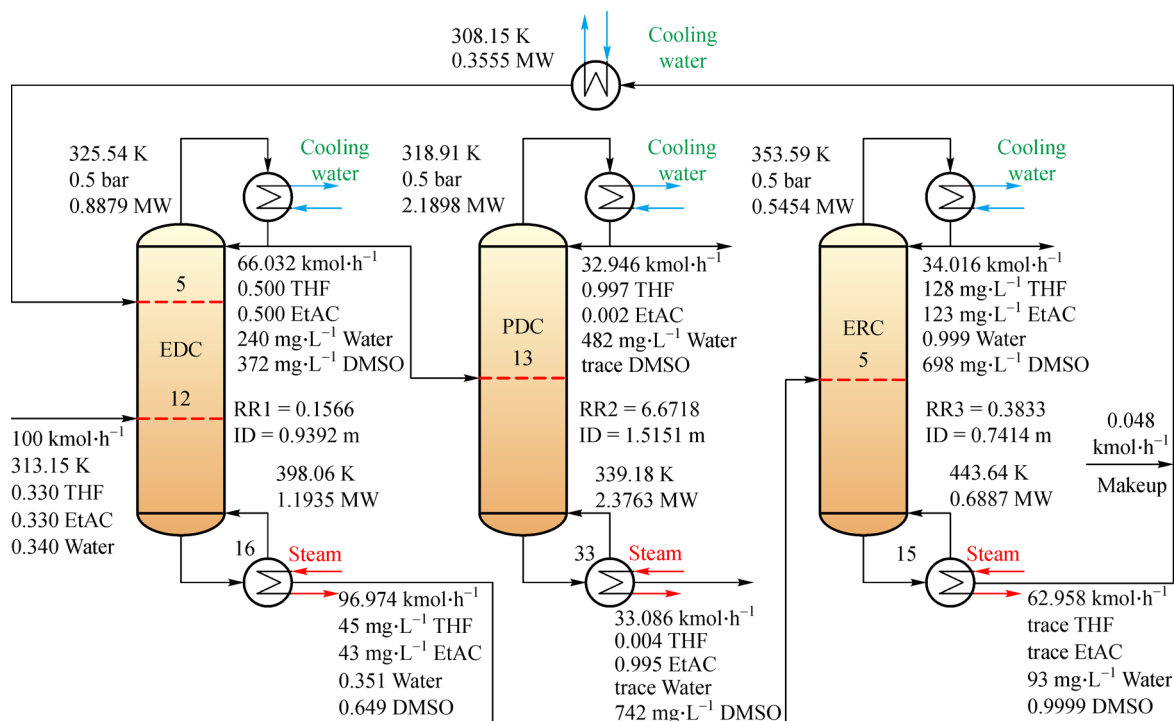 308.15 K
0.3555 MW
Cooling
water
325.54 K
0.5 bar
0.8879 MW
Cooling
water
318.91 K
0.5 bar
2.1898 MW
Cooling
water
353.59 K
0.5 bar
0.5454 MW
Cooling
water
5
EDC
12
66.032 kmol·h⁻¹
0.500 THF
0.500 EtAC
240 mg·L⁻¹ Water
372 mg·L⁻¹ DMSO
RR1 = 0.1566
ID = 0.9392 m
PDC
13
32.946 kmol·h⁻¹
0.997 THF
0.002 EtAC
482 mg·L⁻¹ Water
trace DMSO
RR2 = 6.6718
ID = 1.5151 m
ERC
5
34.016 kmol·h⁻¹
128 mg·L⁻¹ THF
123 mg·L⁻¹ EtAC
0.999 Water
698 mg·L⁻¹ DMSO
RR3 = 0.3833
ID = 0.7414 m
100 kmol·h⁻¹
313.15 K
0.330 THF
0.330 EtAC
0.340 Water
398.06 K
1.1935 MW
339.18 K
2.3763 MW
443.64 K
0.6887 MW
0.048
kmol·h⁻¹
Makeup
16
Steam
33
Steam
15
Steam
96.974 kmol·h⁻¹
45 mg·L⁻¹ THF
43 mg·L⁻¹ EtAC
0.351 Water
0.649 DMSO
33.086 kmol·h⁻¹
0.004 THF
0.995 EtAC
trace Water
742 mg·L⁻¹ DMSO
62.958 kmol·h⁻¹
trace THF
trace EtAC
93 mg·L⁻¹ Water
0.9999 DMSO